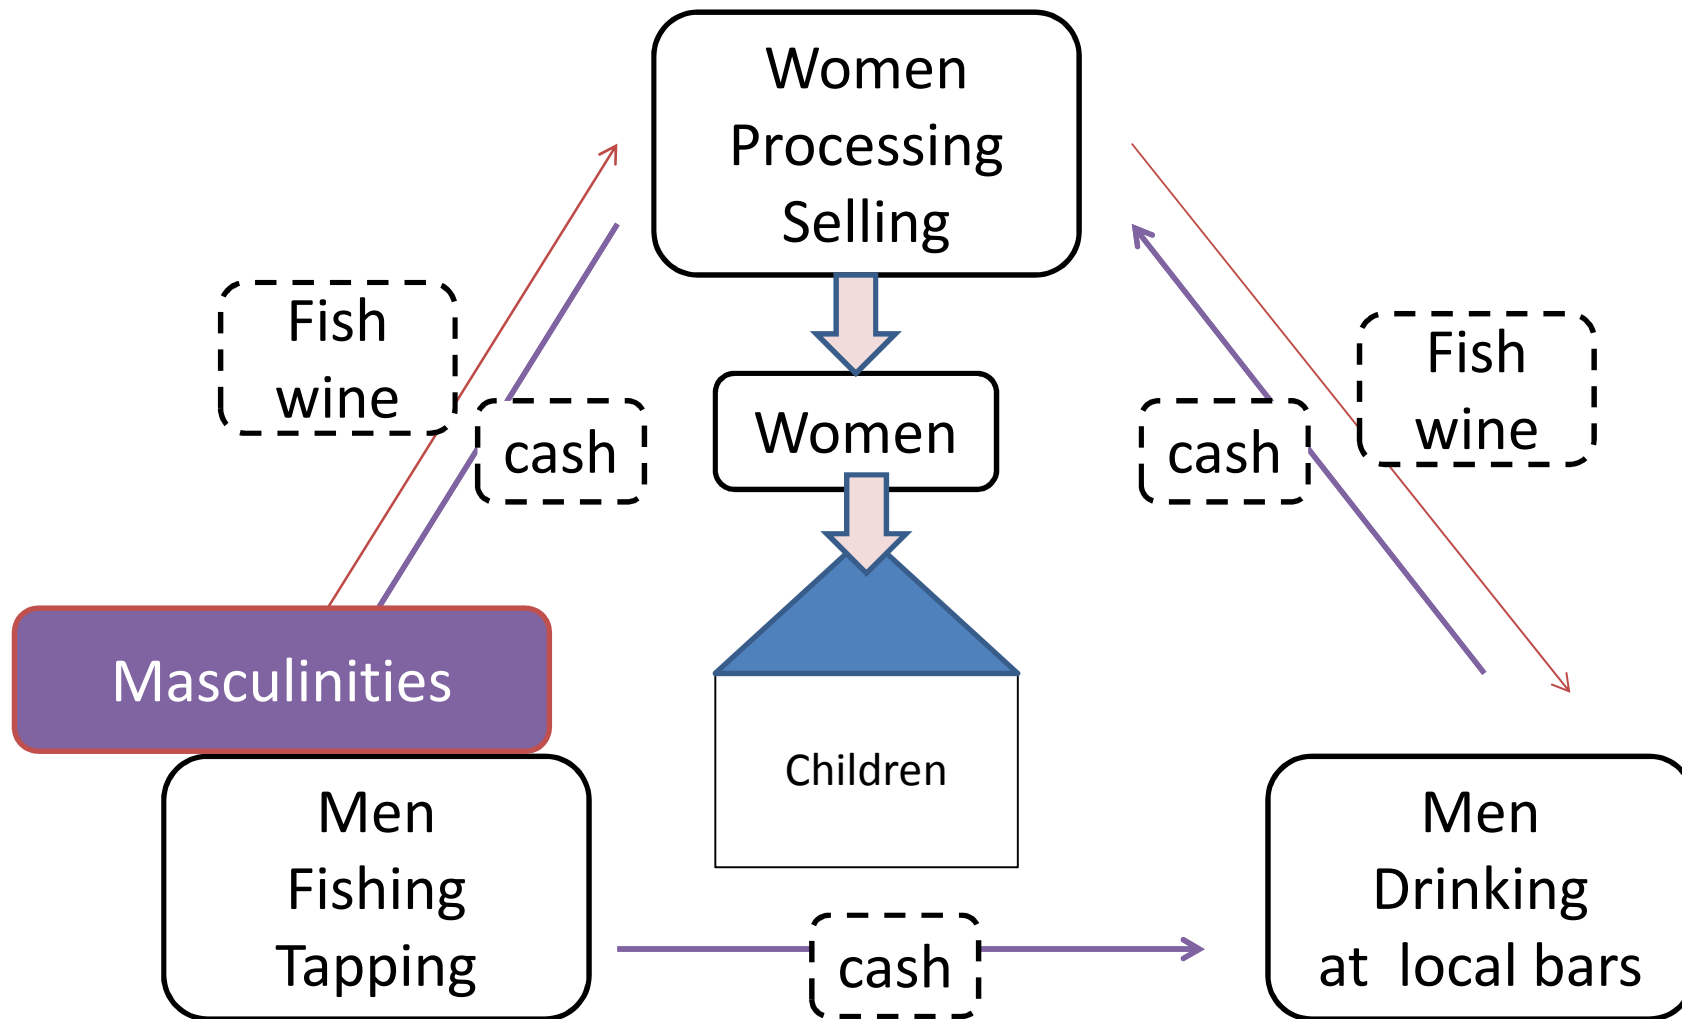 Women
Processing
Selling
Fish
wine
cash
Women
cash
Fish
wine
Masculinities
Children
Men
Fishing
Tapping
cash
Men
Drinking
at local bars